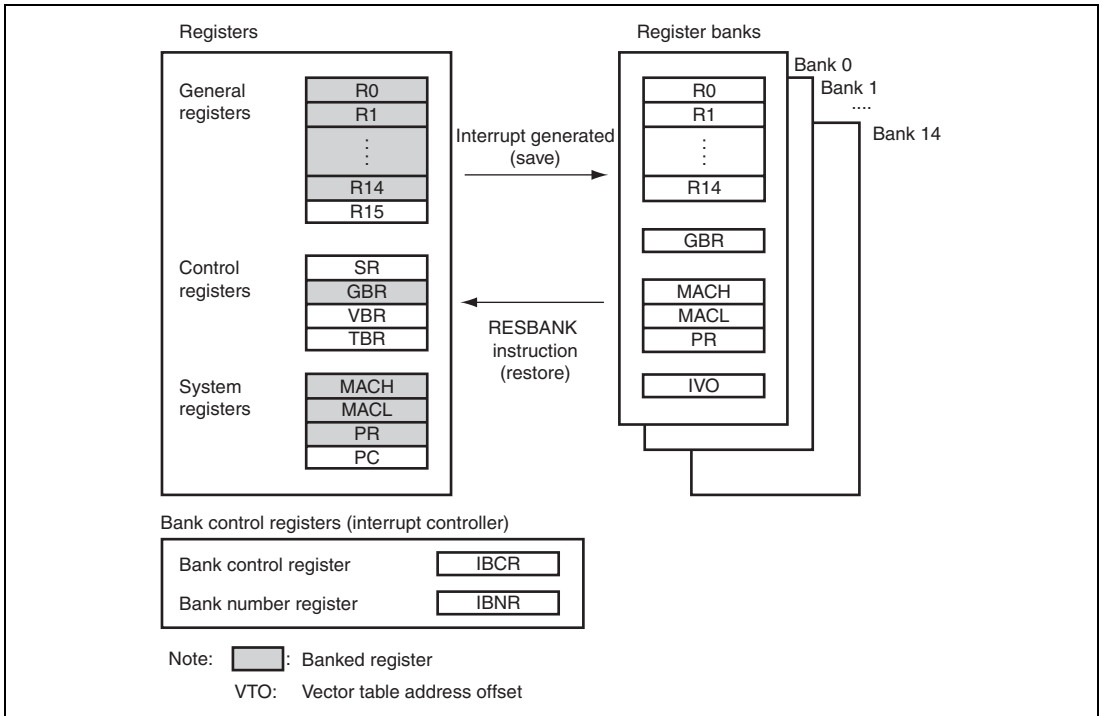 Registers
General
registers
R0
R1
⋮
R14
R15
Control
registers
SR
GBR
VBR
TBR
System
registers
MACH
MACL
PR
PC
Interrupt generated
(save)
RESBANK
instruction
(restore)
Register banks
Bank 0
Bank 1
....
Bank 14
R0
R1
⋮
R14
GBR
MACH
MACL
PR
IVO
Bank control registers (interrupt controller)
Bank control register IBCR
Bank number register IBNR
Note: : Banked register
VTO: Vector table address offset